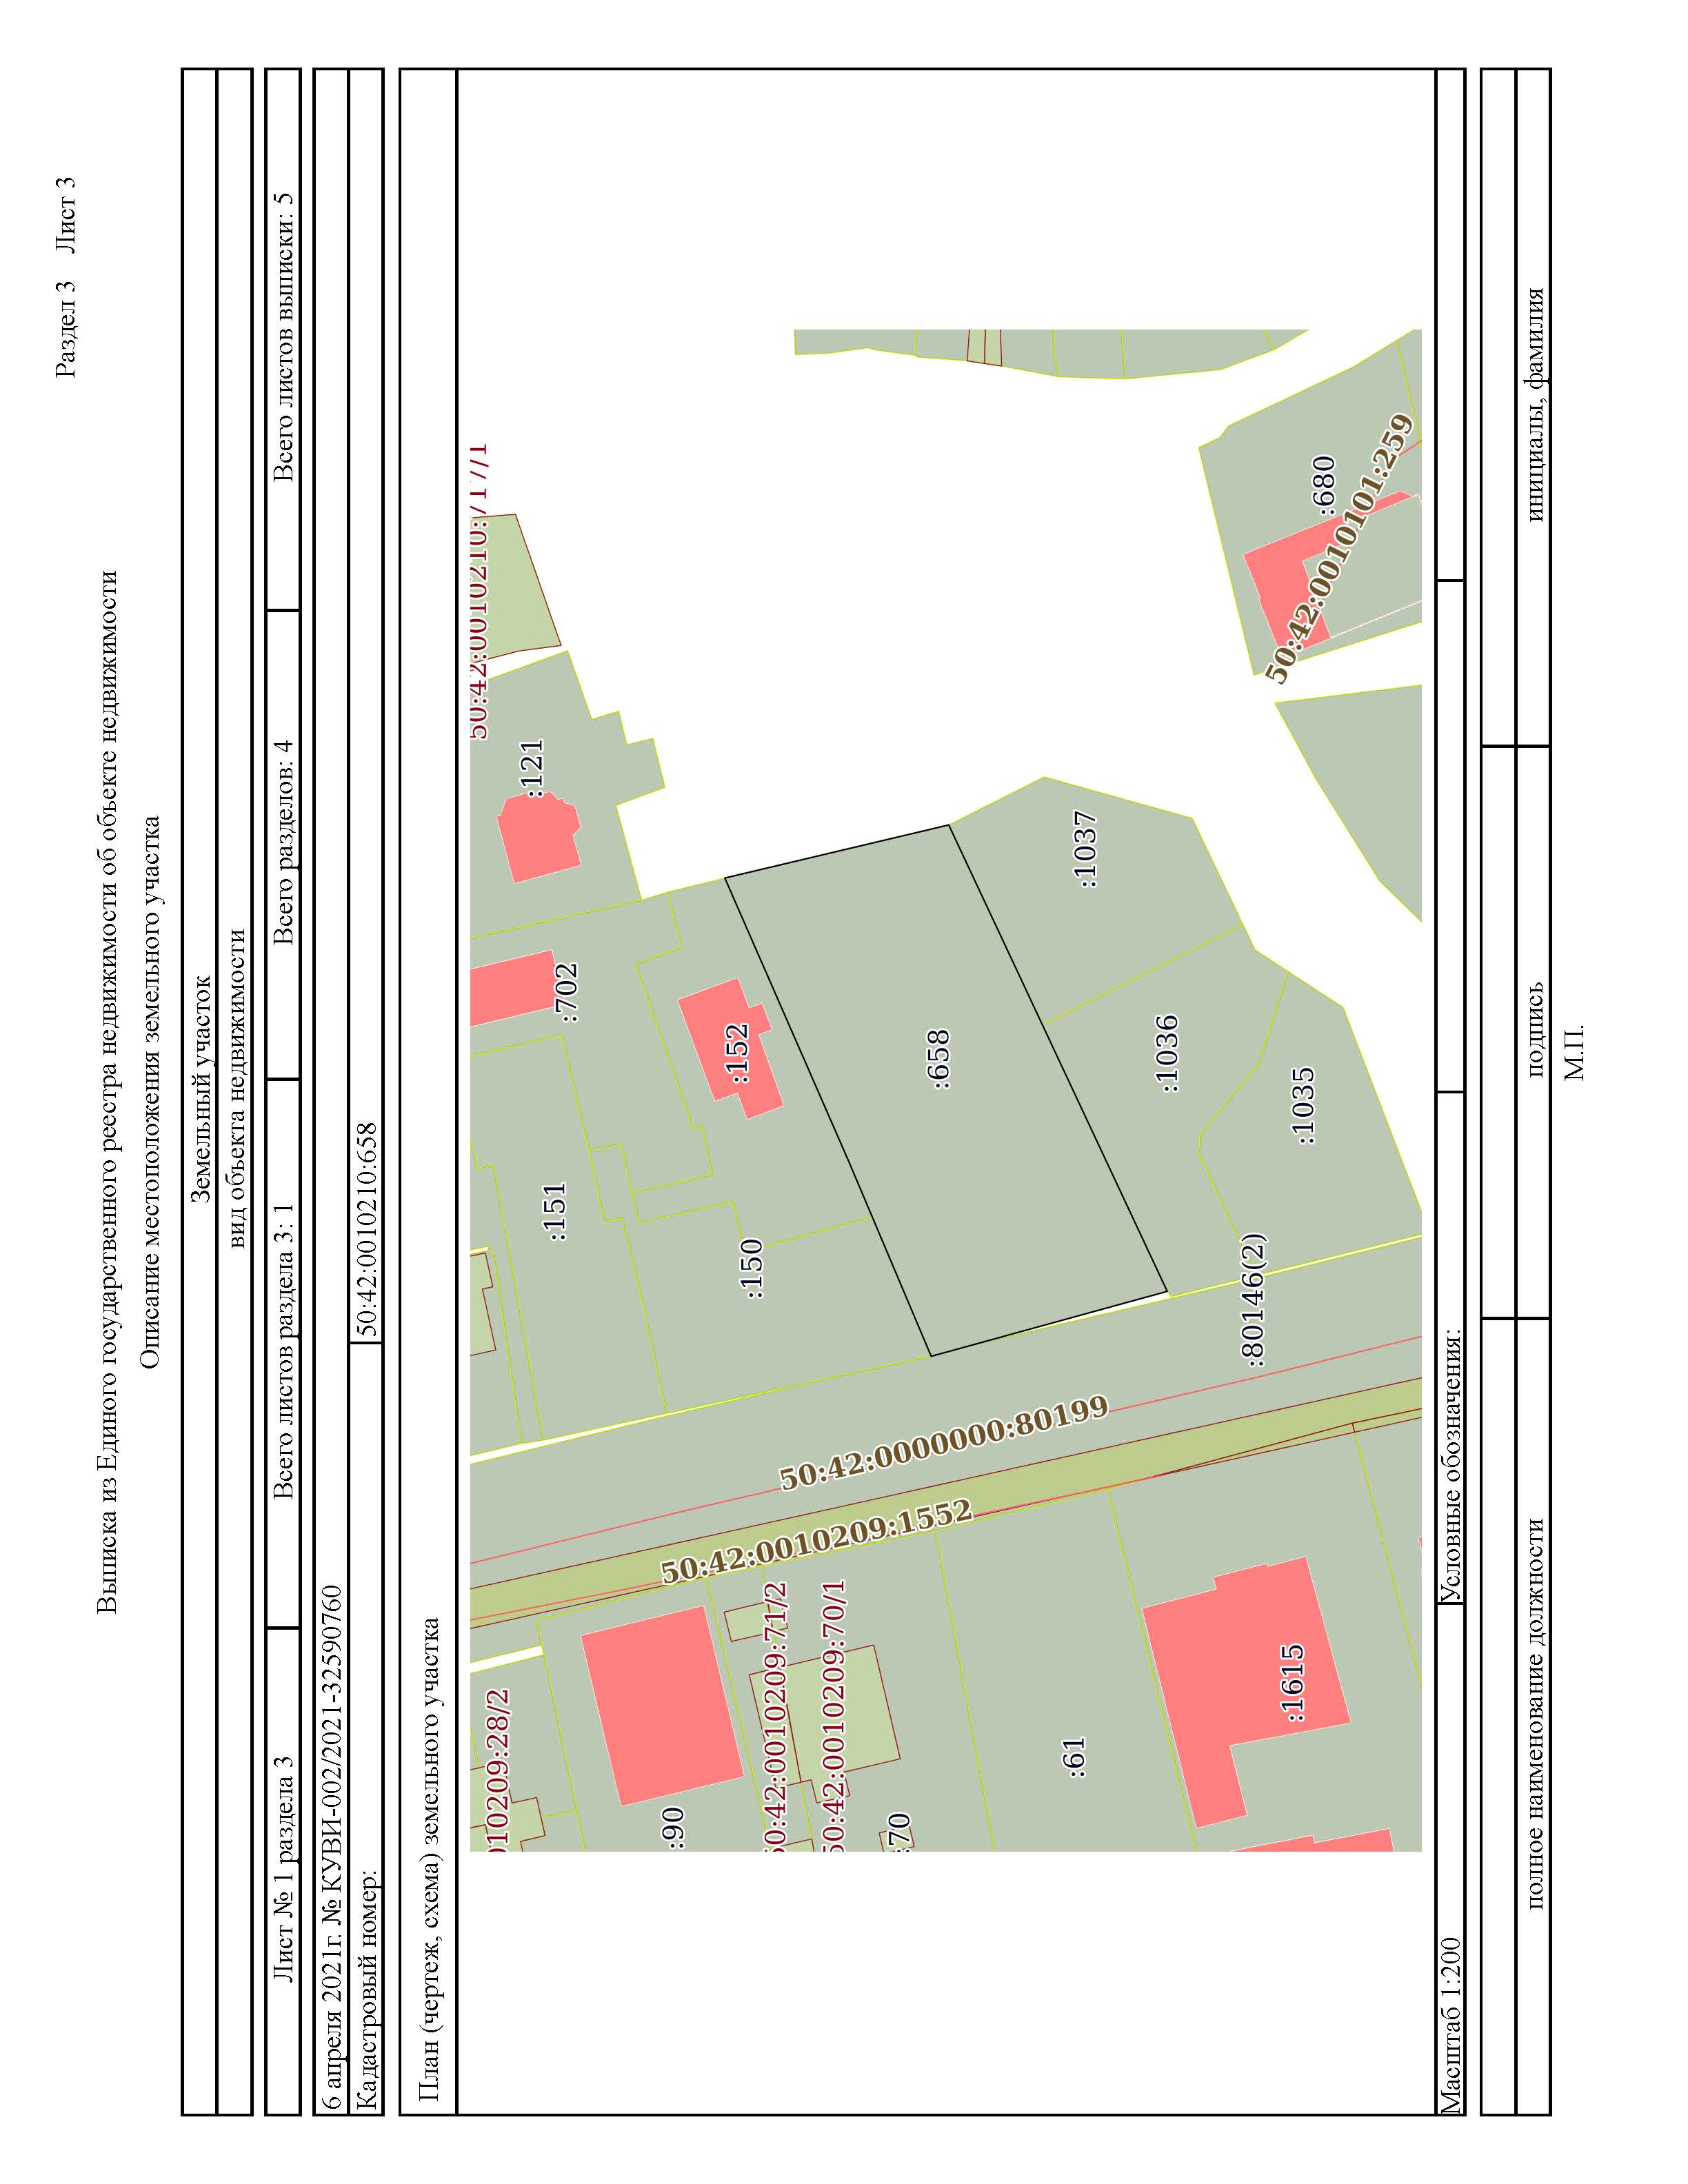 Раздел 3 Лист 3
Выписка из Единого государственного реестра недвижимости об объекте недвижимости
Описание местоположения земельного участка
Земельный участок
вид объекта недвижимости
Лист № 1 раздела 3 Всего листов раздела 3: 1 Всего разделов: 4 Всего листов выписки: 5
6 апреля 2021г. № КУВИ-002/2021-32590760
Кадастровый номер: 50:42:0010210:658
План (чертеж, схема) земельного участка
10209:28/2
:151
:702
:121
:90
50:42:0010209:71/2
50:42:0010209:70/1
:70
50:42:0010209:1552
:150
:152
:61
50:42:0000000:80199
:658
:1037
:1036
:1615
:80146(2)
:1035
:680
50:42:0010101:259
Масштаб 1:200 Условные обозначения:
полное наименование должности подпись инициалы, фамилия
М.П.